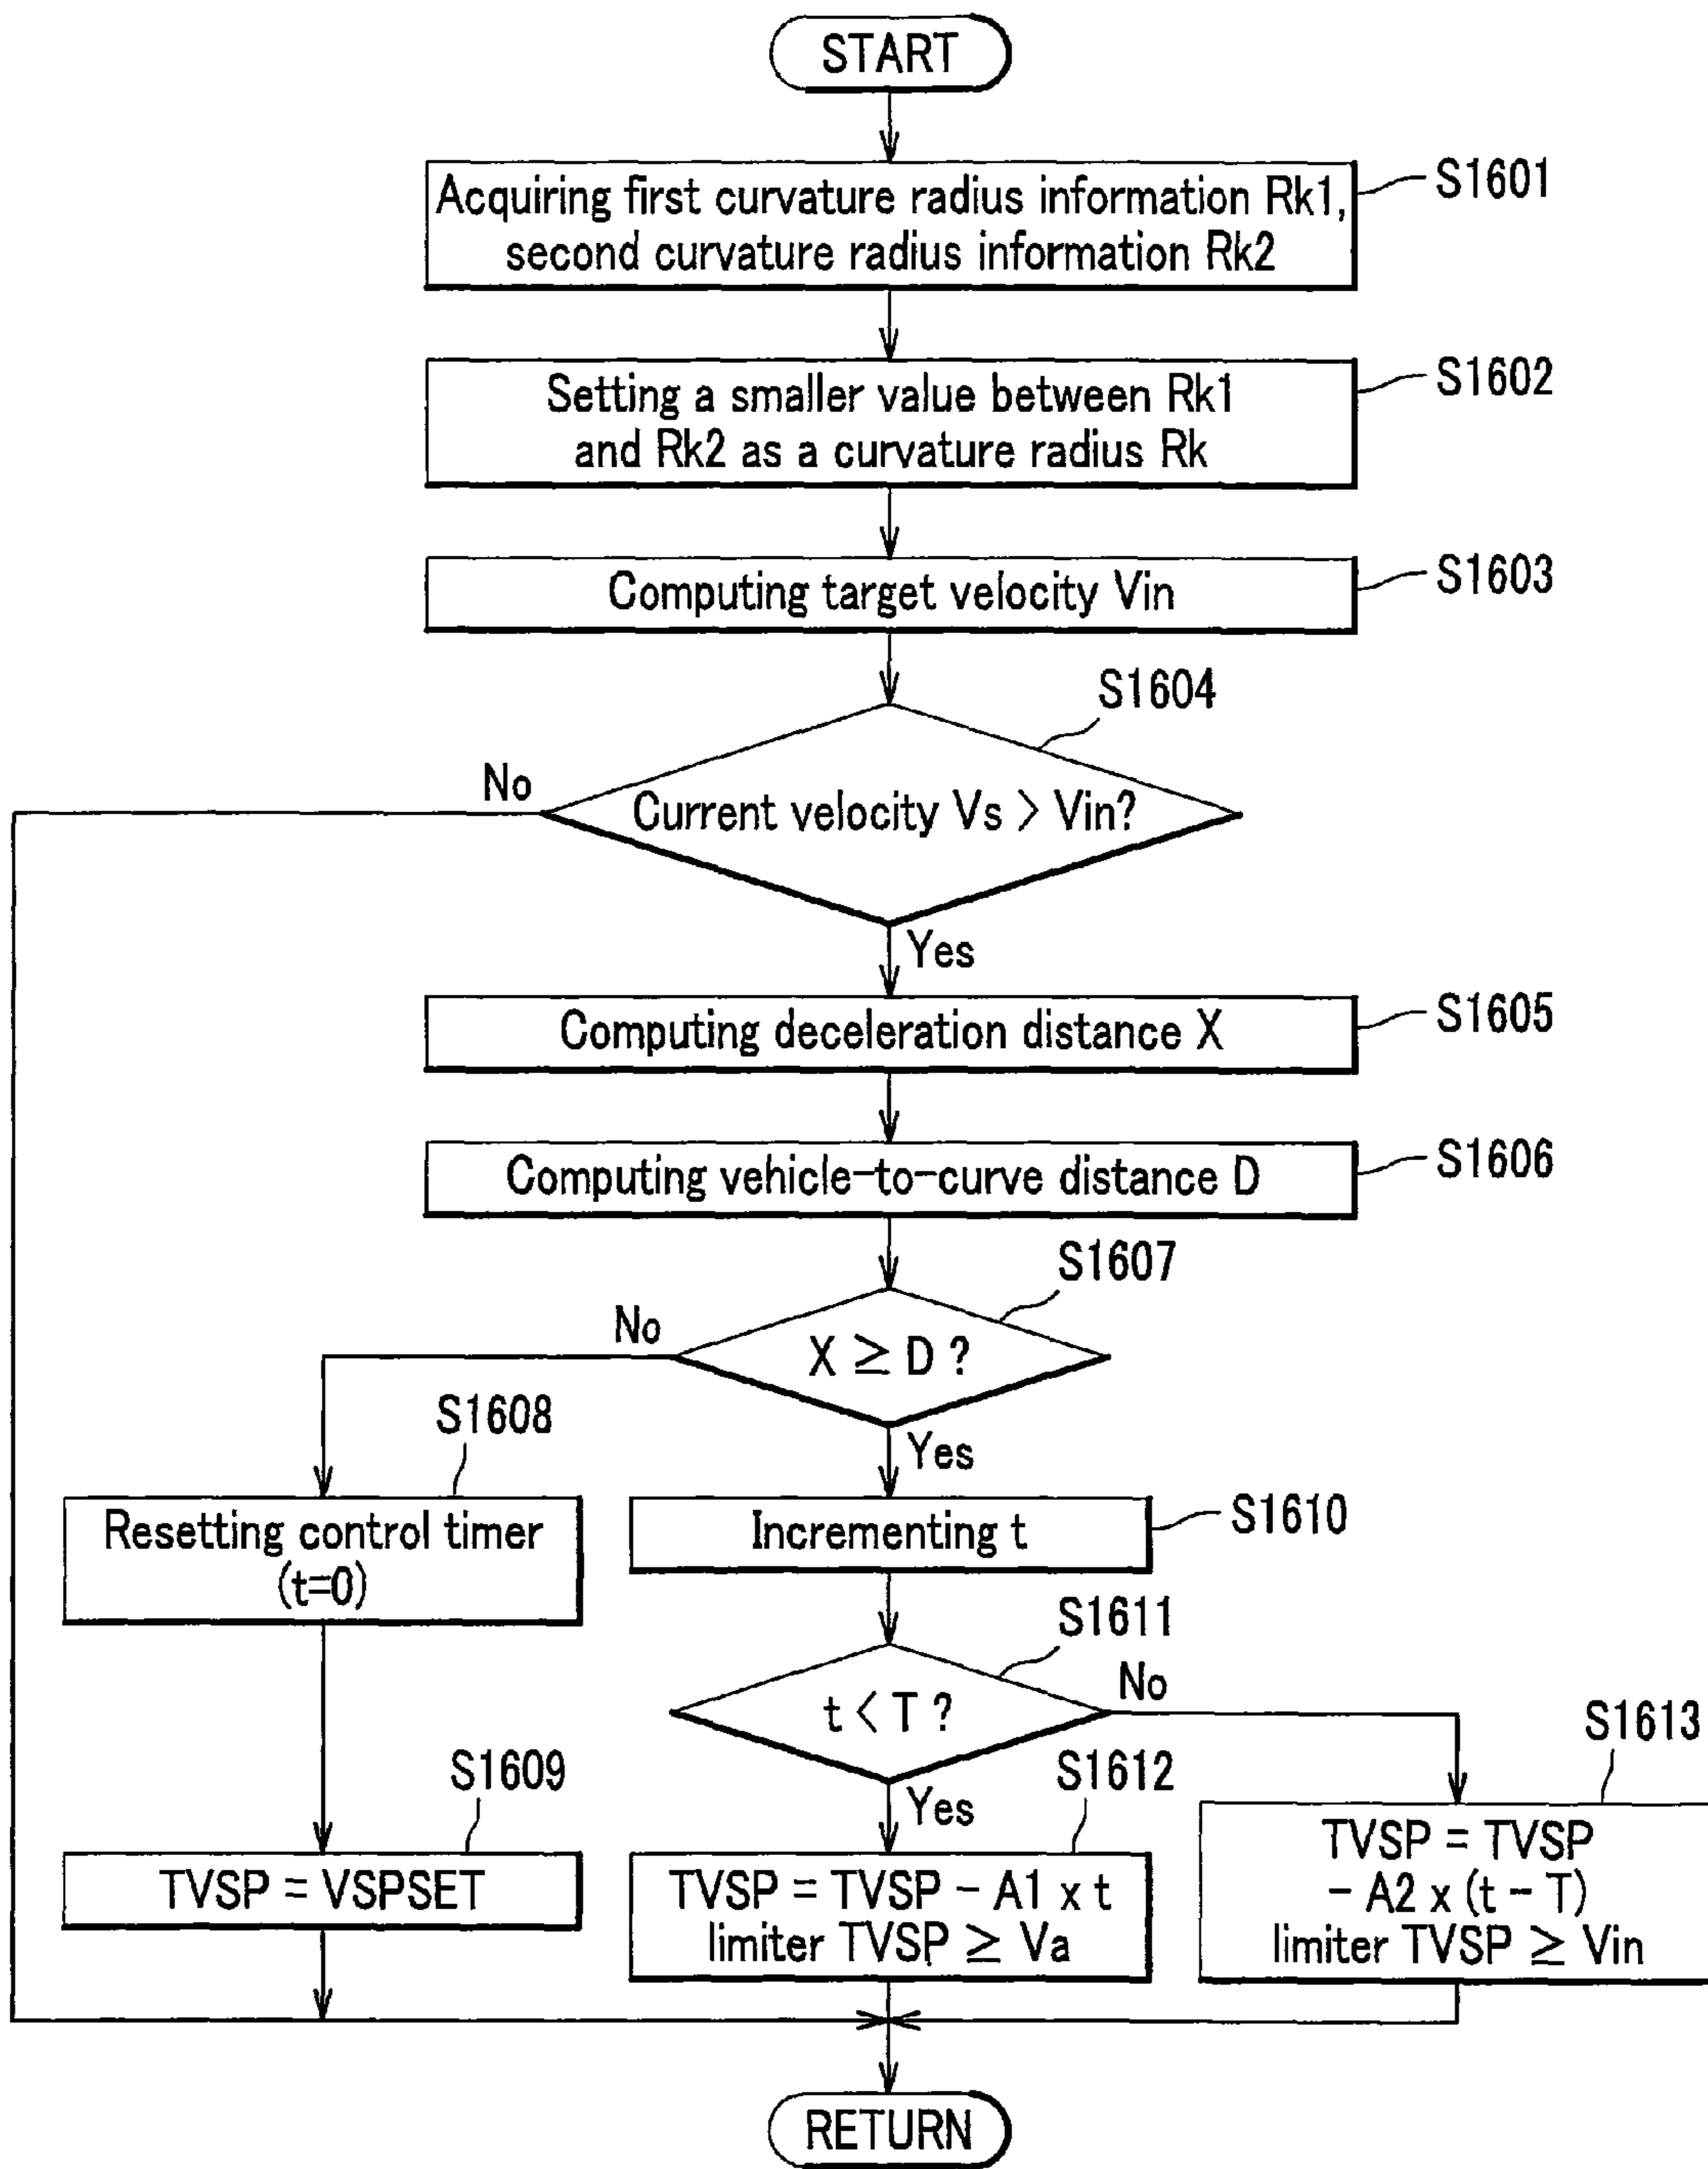 START
Acquiring first curvature radius information Rk1,
second curvature radius information Rk2
S1601
Setting a smaller value between Rk1
and Rk2 as a curvature radius Rk
S1602
Computing target velocity Vin
S1603
S1604
No
Current velocity Vs > Vin?
Yes
Computing deceleration distance X
S1605
Computing vehicle-to-curve distance D
S1606
S1607
No
X ≧ D ?
Yes
S1608
Resetting control timer
(t=0)
Incrementing t
S1610
S1611
t < T ?
No
Yes
S1609
TVSP = VSPSET
S1612
TVSP = TVSP - A1 x t
limiter TVSP ≧ Va
S1613
TVSP = TVSP
- A2 x (t - T)
limiter TVSP ≧ Vin
RETURN